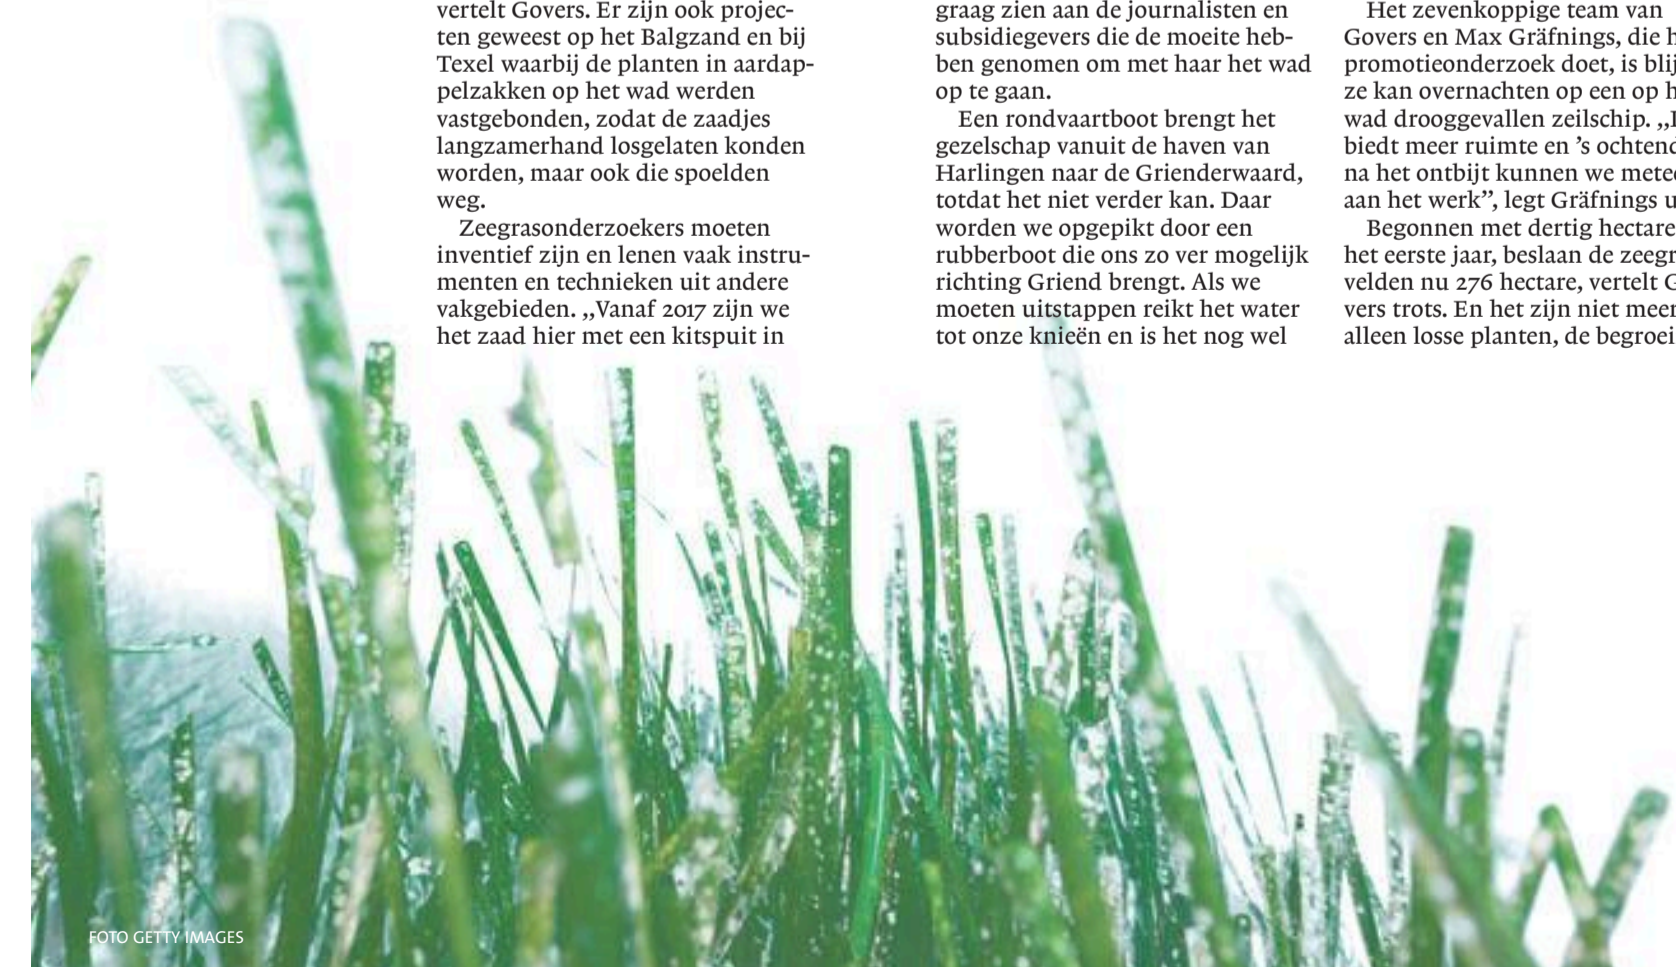 vertelt Govers. Er zijn ook projec-
ten geweest op het Balgzand en bij
Texel waarbij de planten in aardap-
pelzakken op het wad werden
vastgebonden, zodat de zaadjes
langzamerhand losgelaten konden
worden, maar ook die spoelden
weg.
Zeegrasonderzoekers moeten
inventief zijn en lenen vaak instru-
menten en technieken uit andere
vakgebieden. „Vanaf 2017 zijn we
het zaad hier met een kitspuit in
graag zien aan de journalisten en
subsidiegevers die de moeite heb-
ben genomen om met haar het wad
op te gaan.
Een rondvaartboot brengt het
gezelschap vanuit de haven van
Harlingen naar de Grienderwaard,
totdat het niet verder kan. Daar
worden we opgepikt door een
rubberboot die ons zo ver mogelijk
richting Griend brengt. Als we
moeten uitstappen reikt het water
tot onze knieën en is het nog wel
Het zevenkoppige team van
Govers en Max Gräfnings, die
promotieonderzoek doet, is
ze kan overnachten op een op
wad drooggevallen zeilschip.
biedt meer ruimte en ’s
na het ontbijt kunnen we
aan het werk”, legt Gräfnings
Begonnen met dertig hectare
het eerste jaar, beslaan de
velden nu 276 hectare, vertelt
vers trots. En het zijn niet
alleen losse planten, de
FOTO GETTY IMAGES